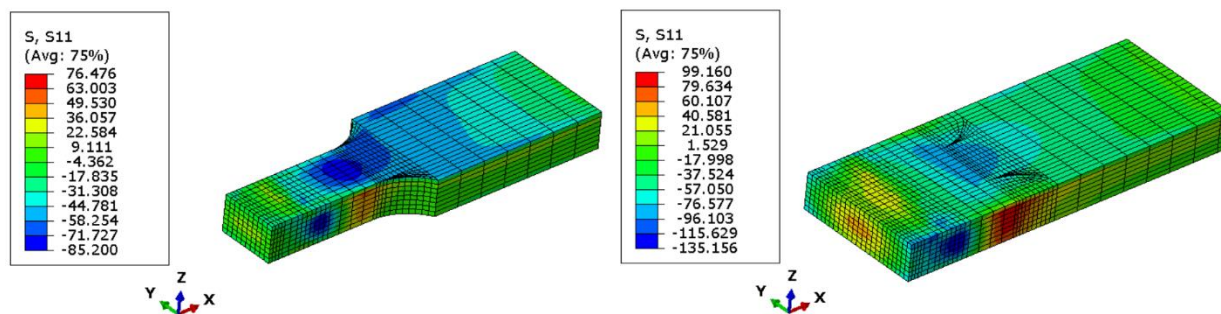 S, S11
(Avg: 75%)
76.476
63.003
49.530
36.057
22.584
9.111
-4.362
-17.835
-31.308
-44.781
-58.254
-71.727
-85.200
Z
Y
X
S, S11
(Avg: 75%)
99.160
79.634
60.107
40.581
21.055
1.529
-17.998
-37.524
-57.050
-76.577
-96.103
-115.629
-135.156
Z
Y
X